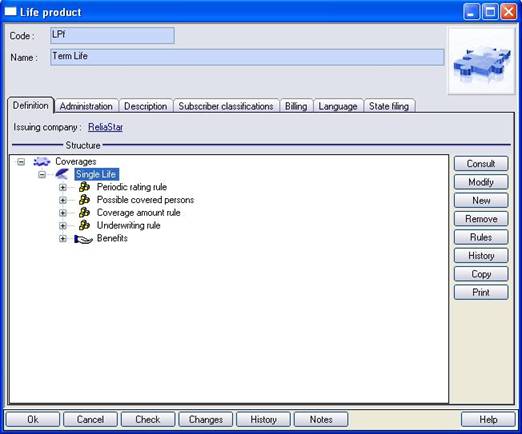 Life product
Code : LPf
Name : Term Life
Definition Administration Description Subscriber classifications Billing Language State filing
Issuing company : ReliaStar
Structure
Coverages
Single Life
Periodic rating rule
Possible covered persons
Coverage amount rule
Underwriting rule
Benefits
Consult
Modify
New
Remove
Rules
History
Copy
Print
Ok Cancel Check Changes History Notes Help